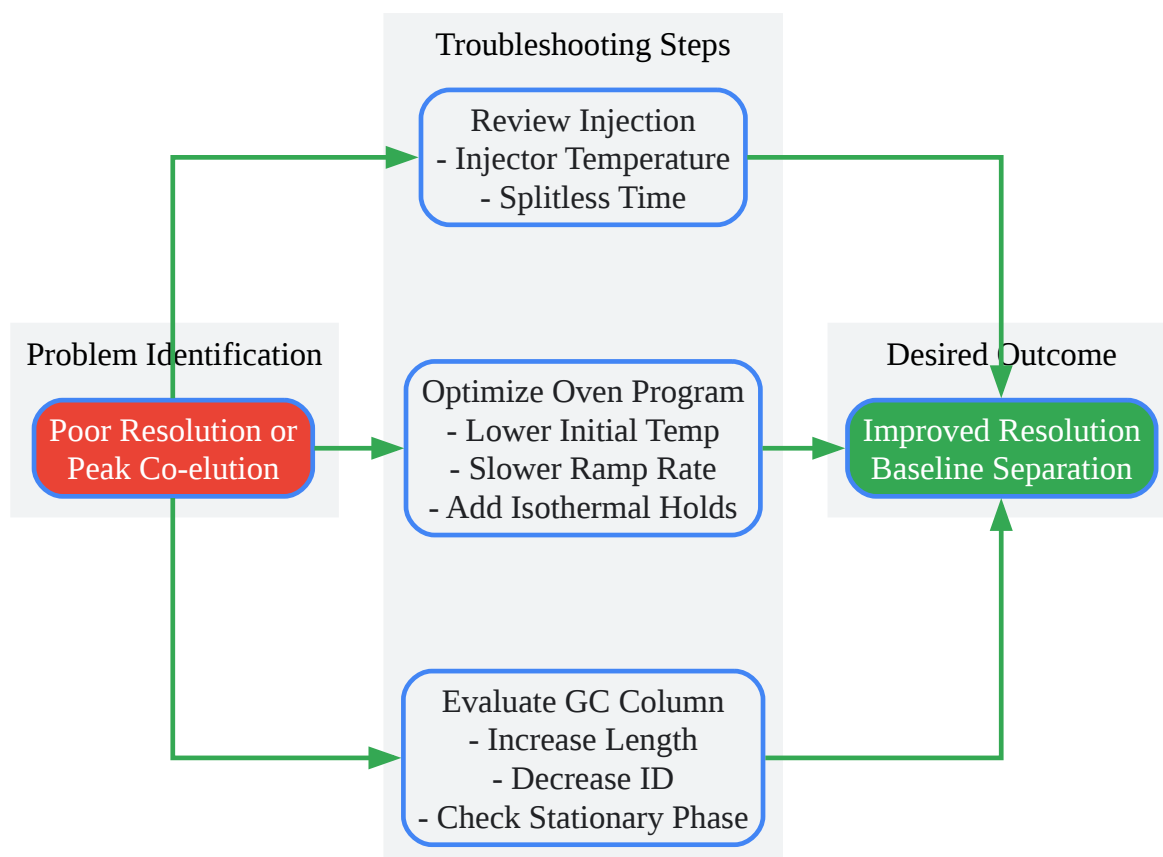 Troubleshooting Steps
Review Injection
- Injector Temperature
- Splitless Time
Problem Identification
Poor Resolution or
Peak Co-elution
Optimize Oven Program
- Lower Initial Temp
- Slower Ramp Rate
- Add Isothermal Holds
Desired Outcome
Improved Resolution
Baseline Separation
Evaluate GC Column
- Increase Length
- Decrease ID
- Check Stationary Phase